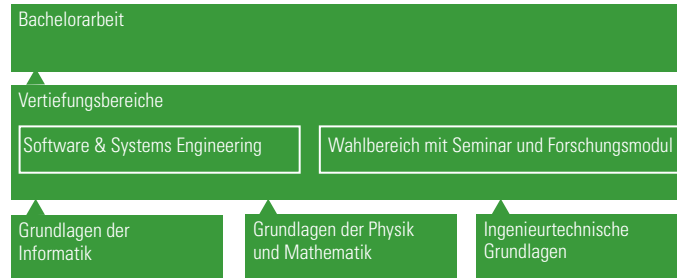 Bachelorarbeit
Vertiefungsbereiche
Software & Systems Engineering
Wahlbereich mit Seminar und Forschungsmodul
Grundlagen der
Informatik
Grundlagen der Physik
und Mathematik
Ingenieurtechnische
Grundlagen